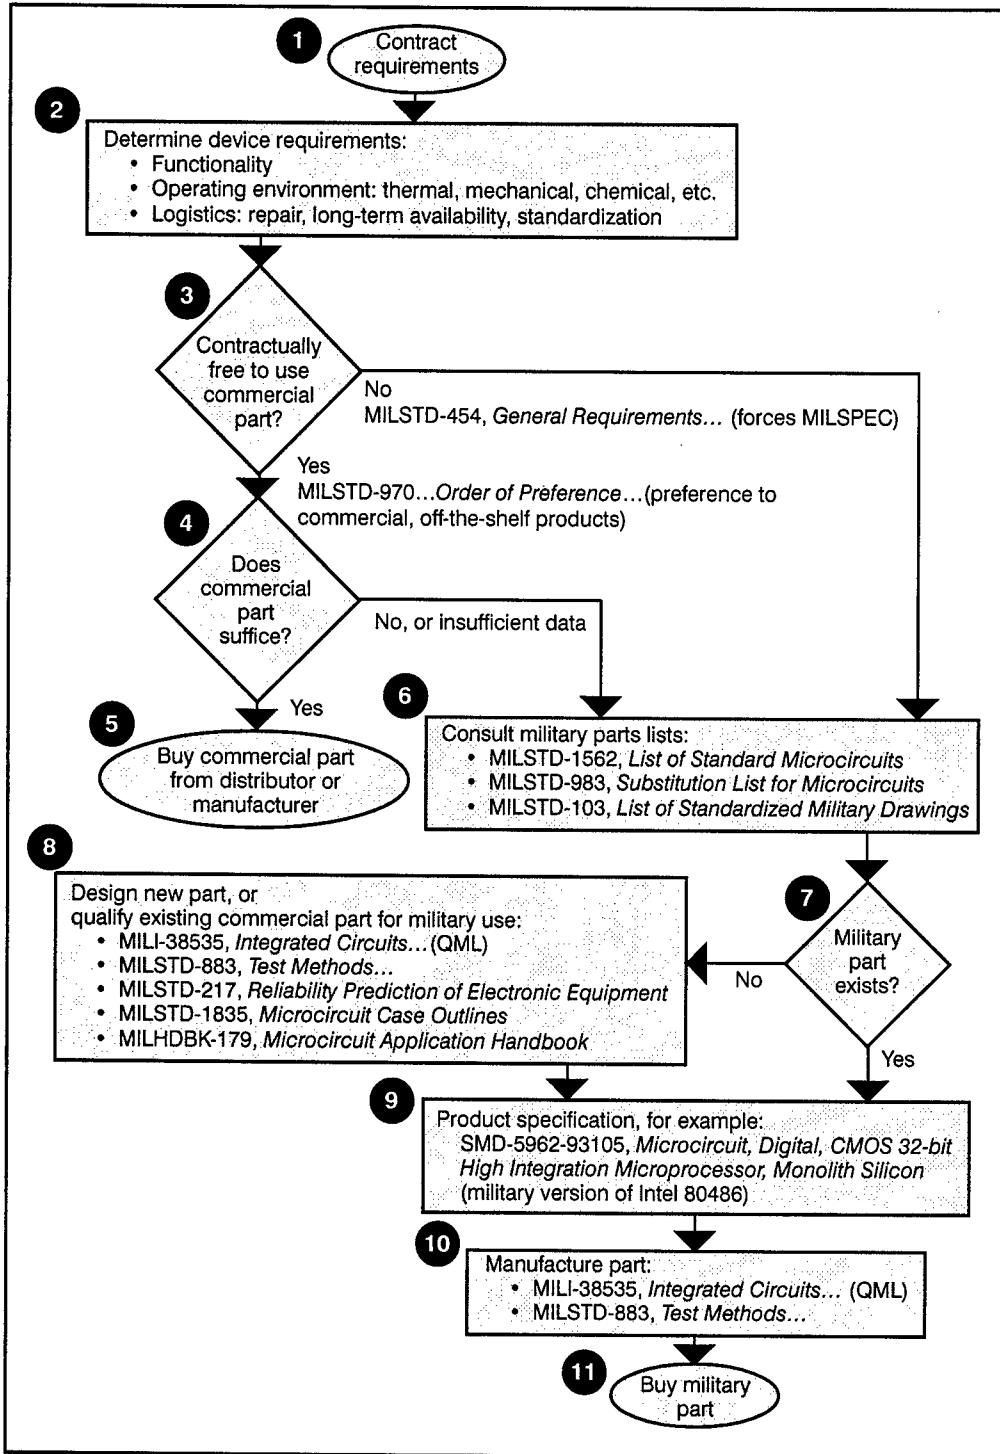 1
Contract
requirements
2
Determine device requirements:
• Functionality
• Operating environment: thermal, mechanical, chemical, etc.
• Logistics: repair, long-term availability, standardization
3
Contractually
free to use
commercial
part?
No
MILSTD-454, General Requirements... (forces MILSPEC)
Yes
MILSTD-970...Order of Preference...(preference to
commercial, off-the-shelf products)
4
Does
commercial
part
suffice?
No, or insufficient data
Yes
5
Buy commercial part
from distributor or
manufacturer
6
Consult military parts lists:
• MILSTD-1562, List of Standard Microcircuits
• MILSTD-983, Substitution List for Microcircuits
• MILSTD-103, List of Standardized Military Drawings
7
Military
part
exists?
No
Yes
8
Design new part, or
qualify existing commercial part for military use:
• MILI-38535, Integrated Circuits...(QML)
• MILSTD-883, Test Methods...
• MILSTD-217, Reliability Prediction of Electronic Equipment
• MILSTD-1835, Microcircuit Case Outlines
• MILHDBK-179, Microcircuit Application Handbook
9
Product specification, for example:
SMD-5962-93105, Microcircuit, Digital, CMOS 32-bit
High Integration Microprocessor, Monolith Silicon
(military version of Intel 80486)
10
Manufacture part:
• MILI-38535, Integrated Circuits... (QML)
• MILSTD-883, Test Methods...
11
Buy military
part